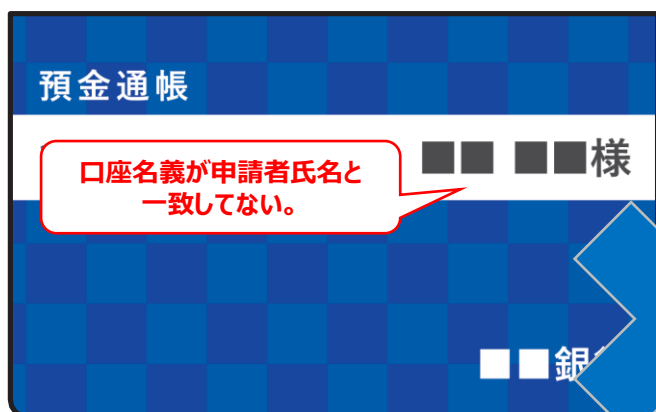 預金通帳
■■ ■■様
口座名義が申請者氏名と
一致してない。
■■銀